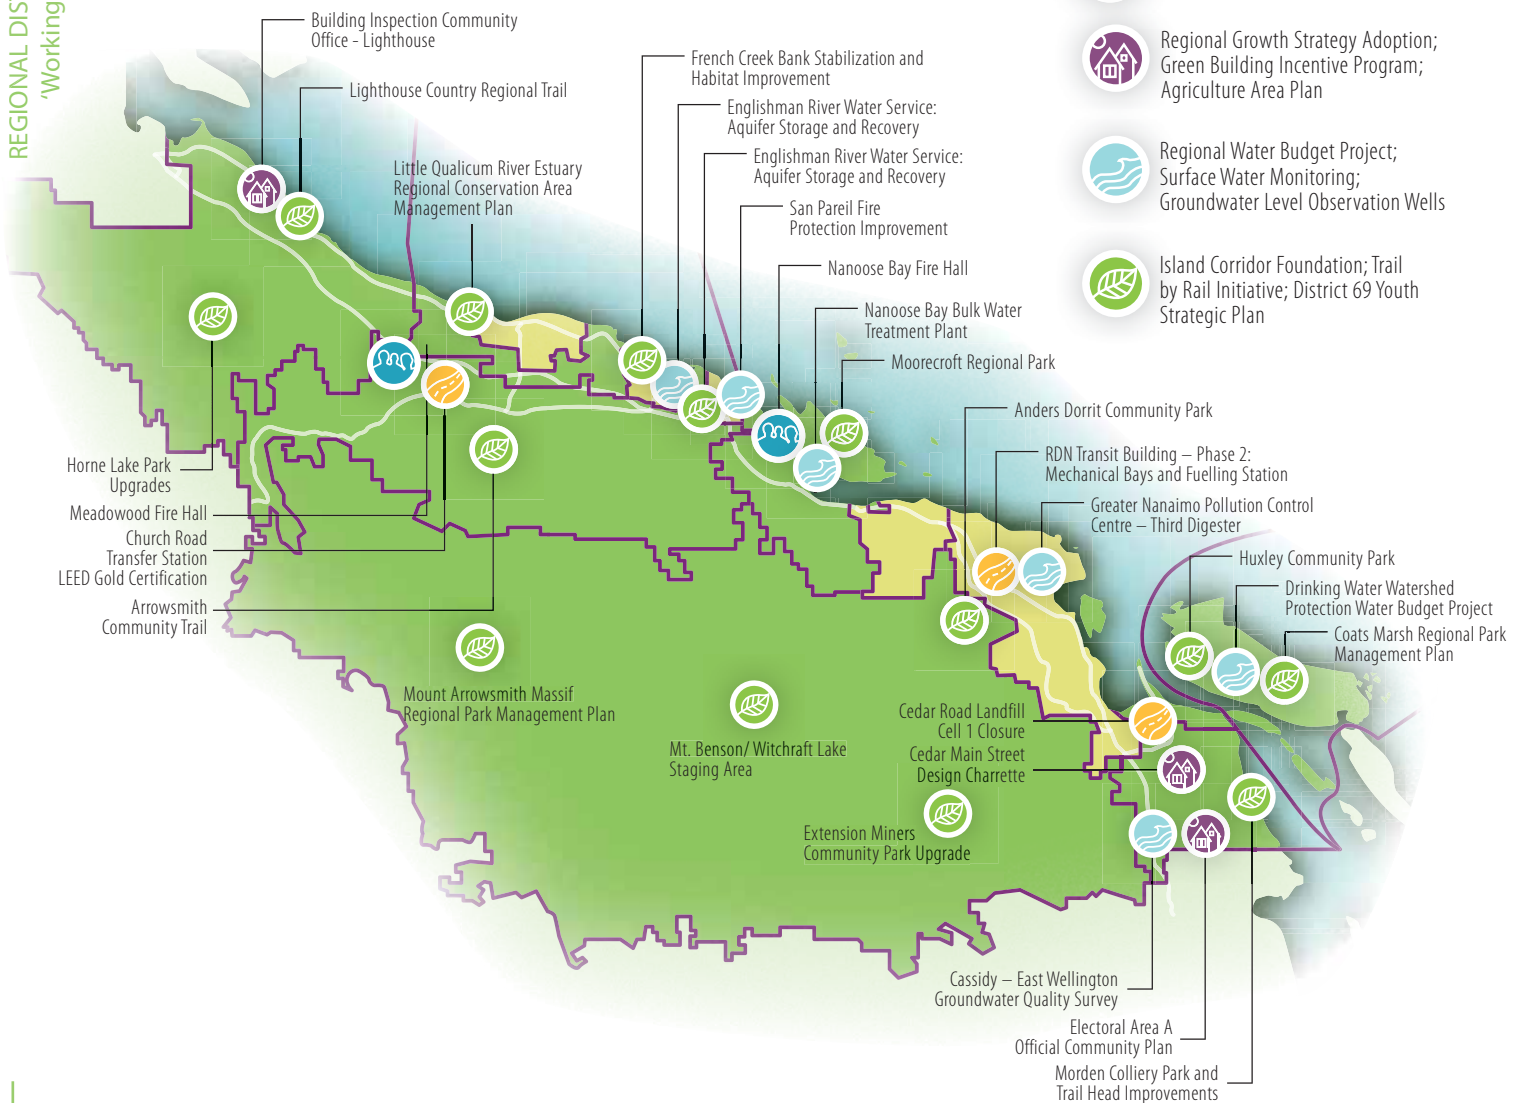 REGIONAL DIS
'Working
Building Inspection Community
Office - Lighthouse
Lighthouse Country Regional Trail
Little Qualicum River Estuary
Regional Conservation Area
Management Plan
French Creek Bank Stabilization and
Habitat Improvement
Englishman River Water Service:
Aquifer Storage and Recovery
Englishman River Water Service:
Aquifer Storage and Recovery
San Pareil Fire
Protection Improvement
Nanoose Bay Fire Hall
Nanoose Bay Bulk Water
Treatment Plant
Moorecroft Regional Park
Anders Dorrit Community Park
RDN Transit Building – Phase 2:
Mechanical Bays and Fuelling Station
Greater Nanaimo Pollution Control
Centre – Third Digester
Huxley Community Park
Drinking Water Watershed
Protection Water Budget Project
Coats Marsh Regional Park
Management Plan
Regional Growth Strategy Adoption;
Green Building Incentive Program;
Agriculture Area Plan
Regional Water Budget Project;
Surface Water Monitoring;
Groundwater Level Observation Wells
Island Corridor Foundation; Trail
by Rail Initiative; District 69 Youth
Strategic Plan
Horne Lake Park
Upgrades
Meadowood Fire Hall
Church Road
Transfer Station
LEED Gold Certification
Arrowsmith
Community Trail
Mount Arrowsmith Massif
Regional Park Management Plan
Mt. Benson/ Witchraft Lake
Staging Area
Extension Miners
Community Park Upgrade
Cedar Road Landfill
Cell 1 Closure
Cedar Main Street
Design Charrette
Cassidy – East Wellington
Groundwater Quality Survey
Electoral Area A
Official Community Plan
Morden Colliery Park and
Trail Head Improvements